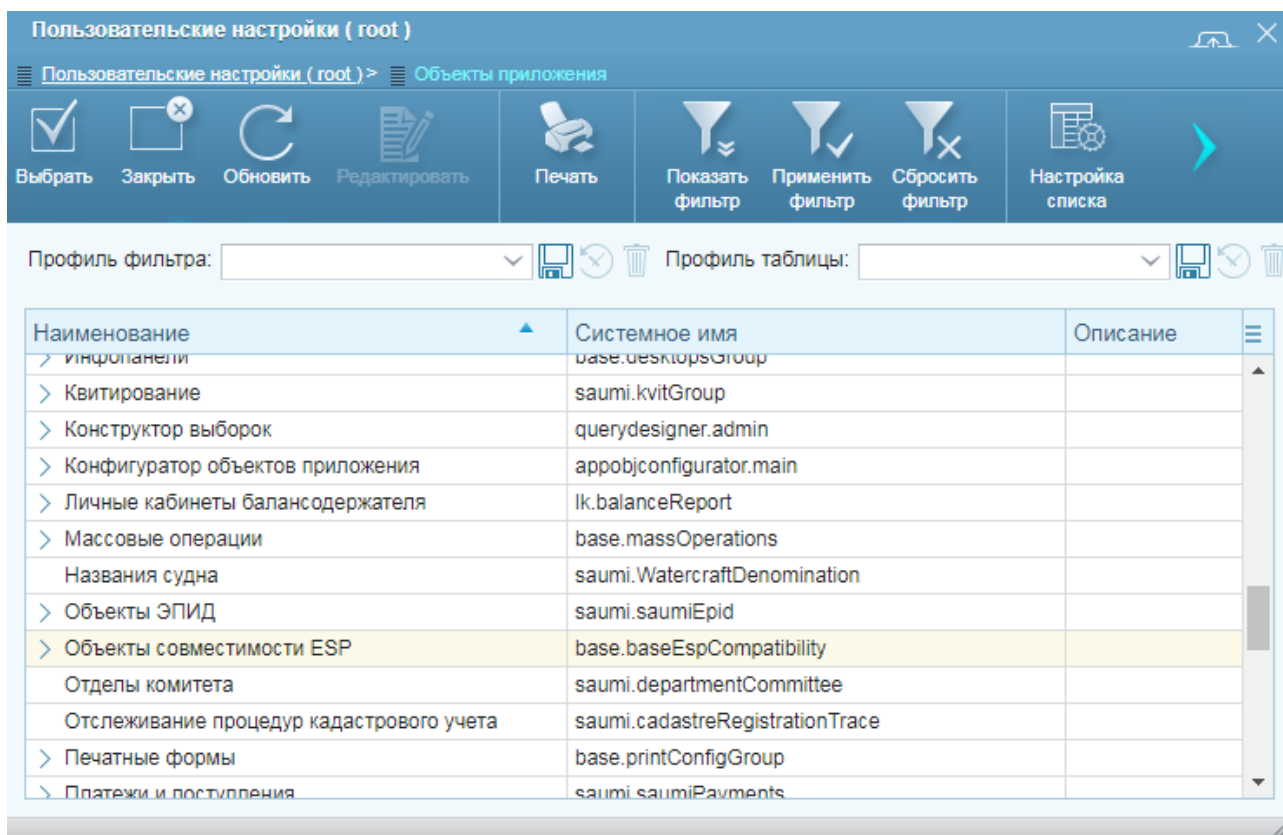 Пользовательские настройки ( root )
Пользовательские настройки ( root ) > Объекты приложения
Выбрать Закрыть Обновить Редактировать Печать Показать фильтр Применить фильтр Сбросить фильтр Настройка списка
Профиль фильтра: Профиль таблицы:
Наименование Системное имя Описание
Инфопанели base.desktopsGroup
Квитирование saumi.kvitGroup
Конструктор выборок querydesigner.admin
Конфигуратор объектов приложения appobjconfigurator.main
Личные кабинеты балансодержателя lk.balanceReport
Массовые операции base.massOperations
Названия судна saumi.WatercraftDenomination
Объекты ЭПИД saumi.saumiEpid
Объекты совместимости ESP base.baseEspCompatibility
Отделы комитета saumi.departmentCommittee
Отслеживание процедур кадастрового учета saumi.cadastreRegistrationTrace
Печатные формы base.printConfigGroup
Платежи и поступления saumi.saumiPayments